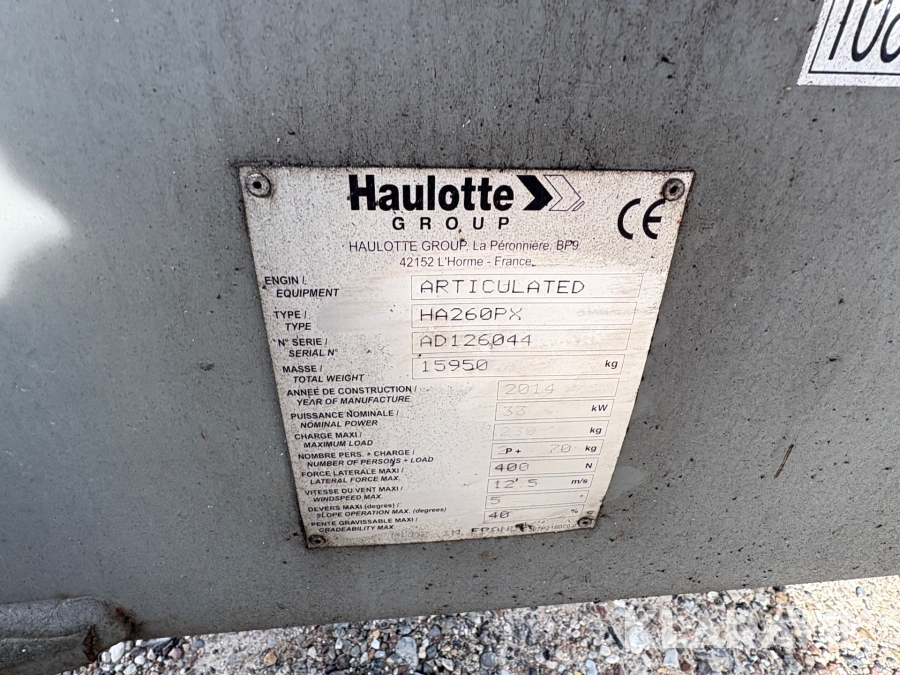 Haulotte
GROUP
CE
HAULOTTE GROUP. La Péronnière. BP9
42152 L'Horme - France.
ENGIN / EQUIPMENT ARTICULATED
TYPE / TYPE HA260PX
N° SERIE / SERIAL N° AD126044
MASSE / TOTAL WEIGHT 15950 kg
ANNEE DE CONSTRUCTION / YEAR OF MANUFACTURE 2014
PUISSANCE NOMINALE / NOMINAL POWER 33 kW
CHARGE MAXI / MAXIMUM LOAD 230 kg
NOMBRE PERS. + CHARGE / NUMBER OF PERSONS + LOAD P + 70 kg
FORCE LATERALE MAXI / LATERAL FORCE MAX. 400 N
VITESSE DU VENT MAXI / WINDSPEED MAX. 12'5 m/s
DEVERS MAXI (degres) / SLOPE OPERATION MAX. (degrees) 5 °
PENTE GRAVISSABLE MAXI / GRADEABILITY MAX. 40 %